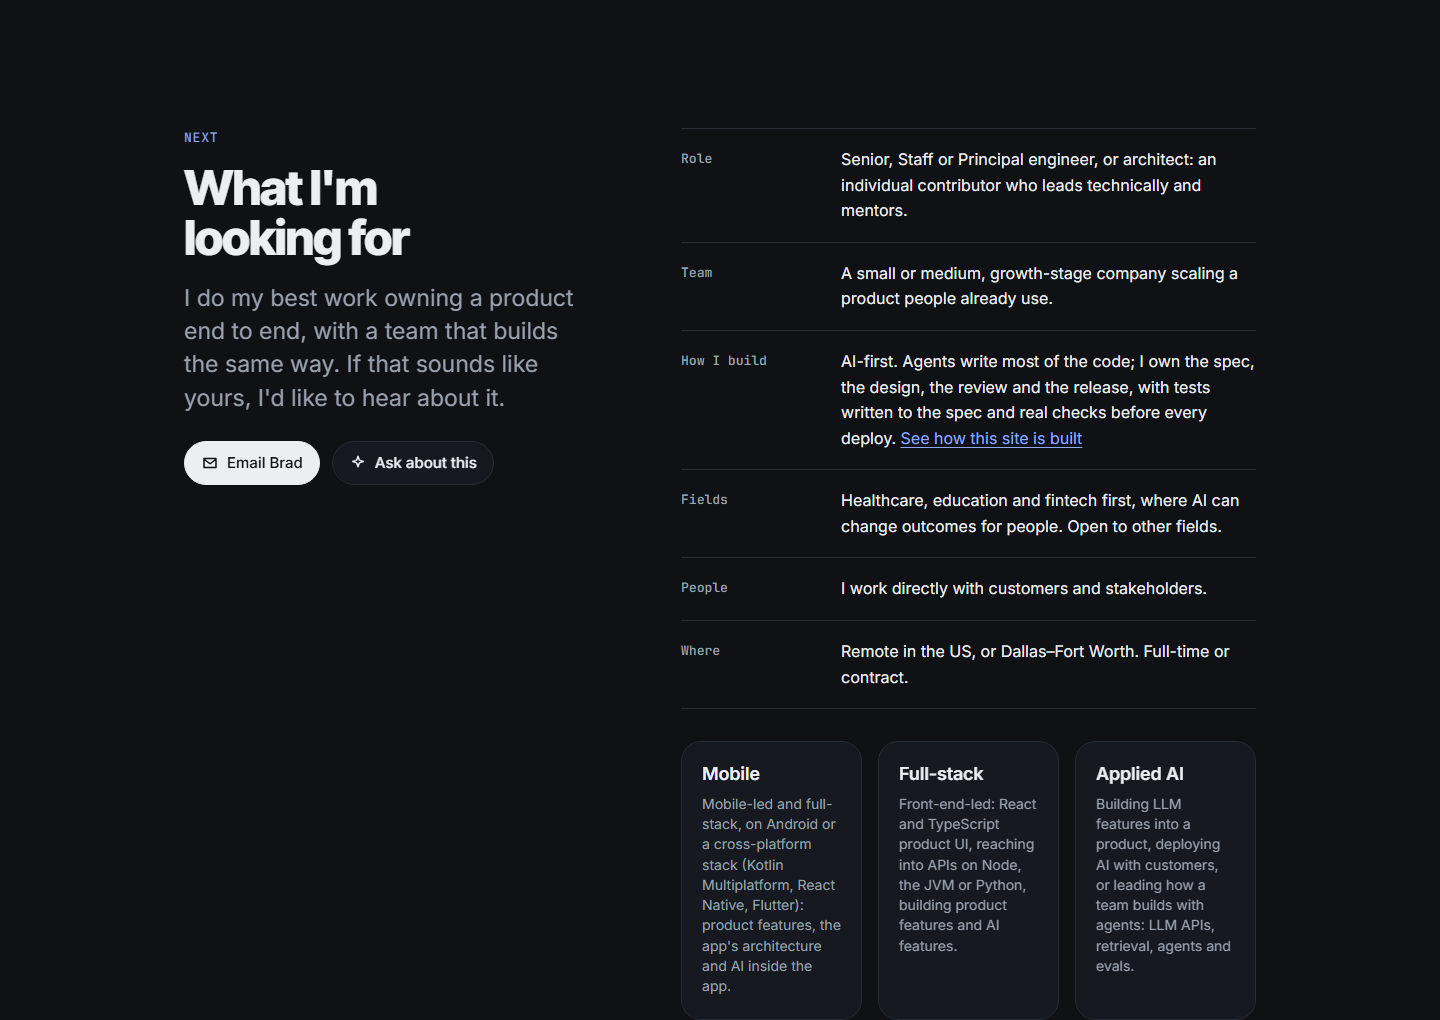 NEXT
What I'm
looking for
I do my best work owning a product
end to end, with a team that builds
the same way. If that sounds like
yours, I'd like to hear about it.
Email Brad
Ask about this
Role
Senior, Staff or Principal engineer, or architect: an
individual contributor who leads technically and
mentors.
Team
A small or medium, growth-stage company scaling a
product people already use.
How I build
AI-first. Agents write most of the code; I own the spec,
the design, the review and the release, with tests
written to the spec and real checks before every
deploy. See how this site is built
Fields
Healthcare, education and fintech first, where AI can
change outcomes for people. Open to other fields.
People
I work directly with customers and stakeholders.
Where
Remote in the US, or Dallas–Fort Worth. Full-time or
contract.
Mobile
Mobile-led and full-
stack, on Android or
a cross-platform
stack (Kotlin
Multiplatform, React
Native, Flutter):
product features, the
app's architecture
and AI inside the
app.
Full-stack
Front-end-led: React
and TypeScript
product UI, reaching
into APIs on Node,
the JVM or Python,
building product
features and AI
features.
Applied AI
Building LLM
features into a
product, deploying
AI with customers,
or leading how a
team builds with
agents: LLM APIs,
retrieval, agents and
evals.